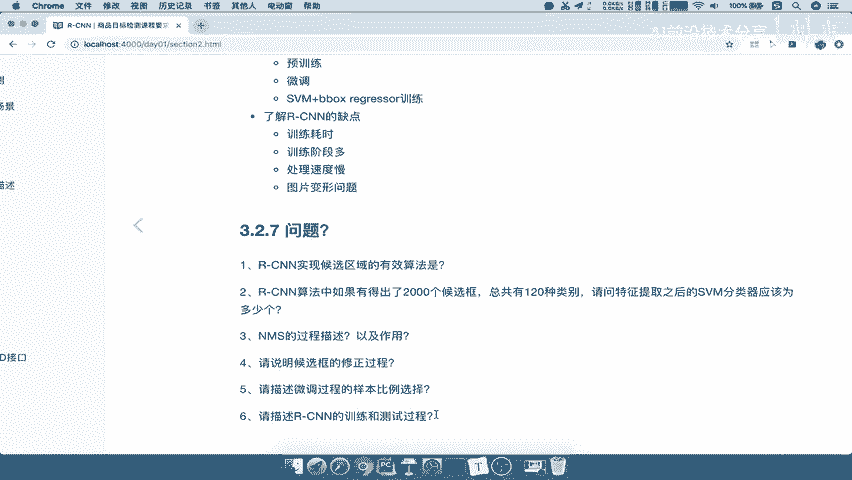 Chrome 文件 修改 视图 历史记录 书签 其他人 电动窗 帮助
100%
R-CNN | 商品目标检测课程要求
localhost:4000/day01/section2.html
AI前沿技术分享
预训练
微调
SVM+bbox regressor训练
了解R-CNN的缺点
训练耗时
训练阶段多
处理速度慢
图片变形问题
测
场景
描述
D接口
3.2.7 问题?
1、R-CNN实现候选区域的有效算法是?
2、R-CNN算法中如果有得出了2000个候选框，总共有120种类别，请问特征提取之后的SVM分类器应该为
多少个?
3、NMS的过程描述？以及作用?
4、请说明候选框的修正过程?
5、请描述微调过程的样本比例选择?
6、请描述R-CNN的训练和测试过程?